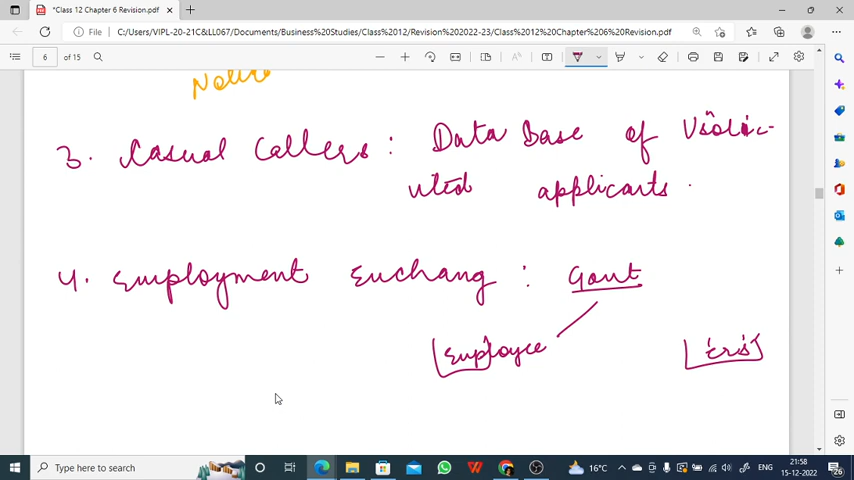 *Class 12 Chapter 6 Revision.pdf
File
C:/Users/VIPL-20-21C&LL067/Documents/Business%20Studies/Class%2012/Revision%202022-23/Class%2012%20Chapter%206%20Revision.pdf
6 of 15
3. Casual Callers : Data Base of
applicants.
4. Employment Exchang : Govt
Employee
Type here to search
16°C
ENG
21:58
15-12-2022
26